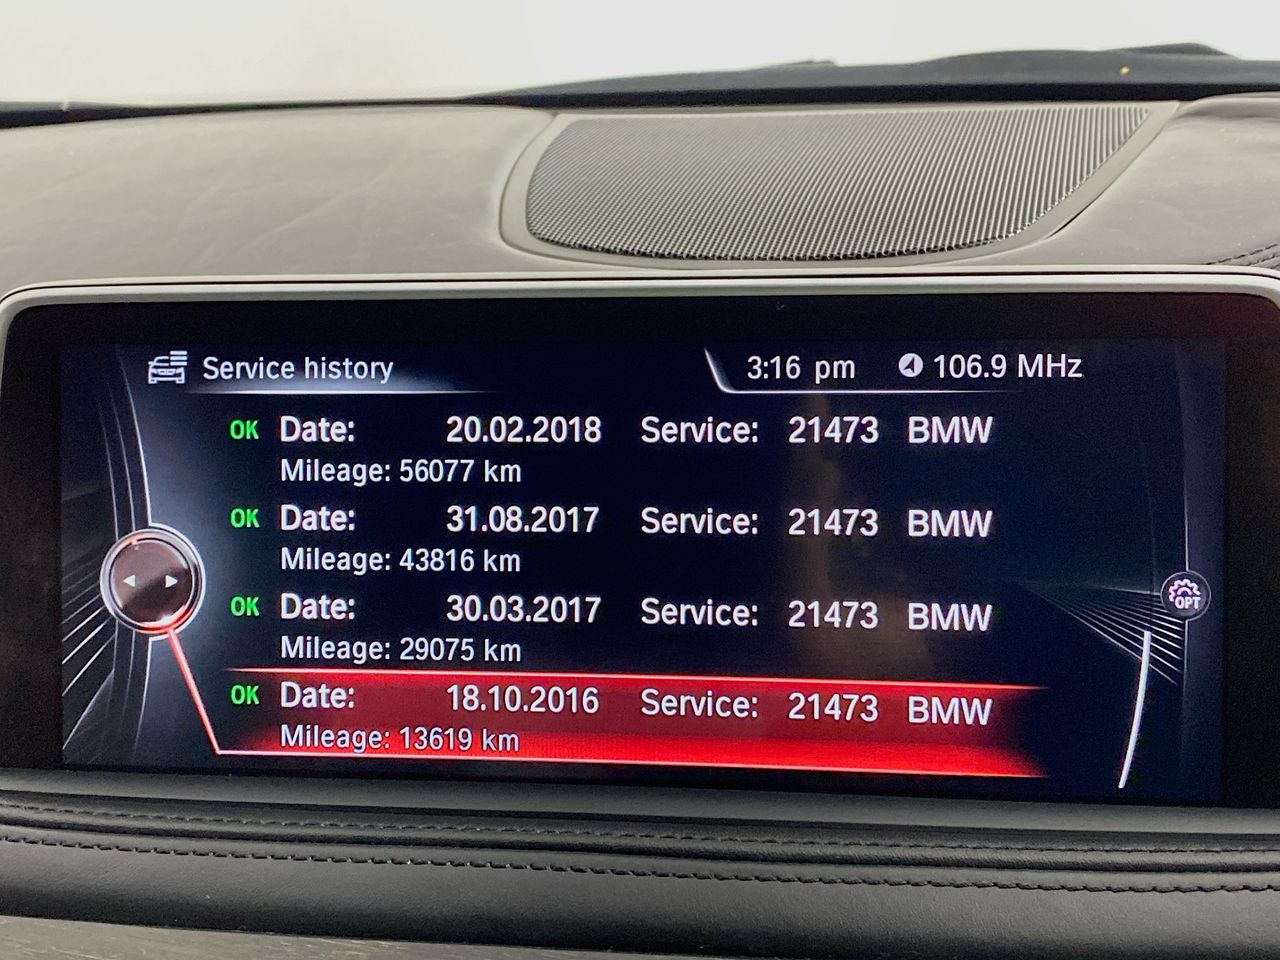 Service history 3:16 pm 106.9 MHz
OK Date: 20.02.2018 Service: 21473 BMW
Mileage: 56077 km
OK Date: 31.08.2017 Service: 21473 BMW
Mileage: 43816 km
OK Date: 30.03.2017 Service: 21473 BMW
OPT
Mileage: 29075 km
OK Date: 18.10.2016 Service: 21473 BMW
Mileage: 13619 km